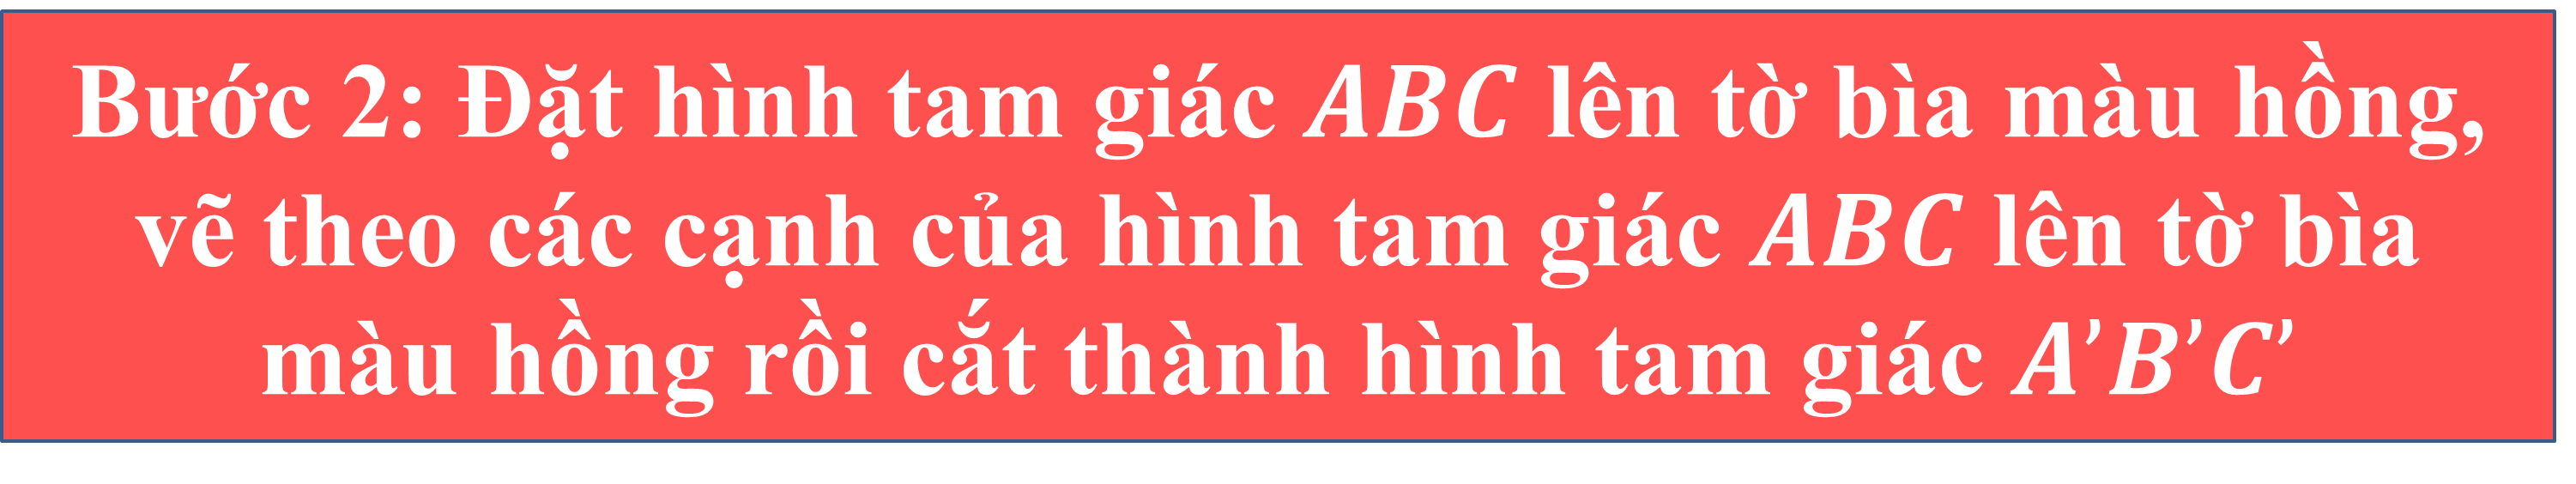 Bước 2: Đặt hình tam giác ABC lên tờ bìa màu hồng,
vẽ theo các cạnh của hình tam giác ABC lên tờ bìa
màu hồng rồi cắt thành hình tam giác A’B’C’